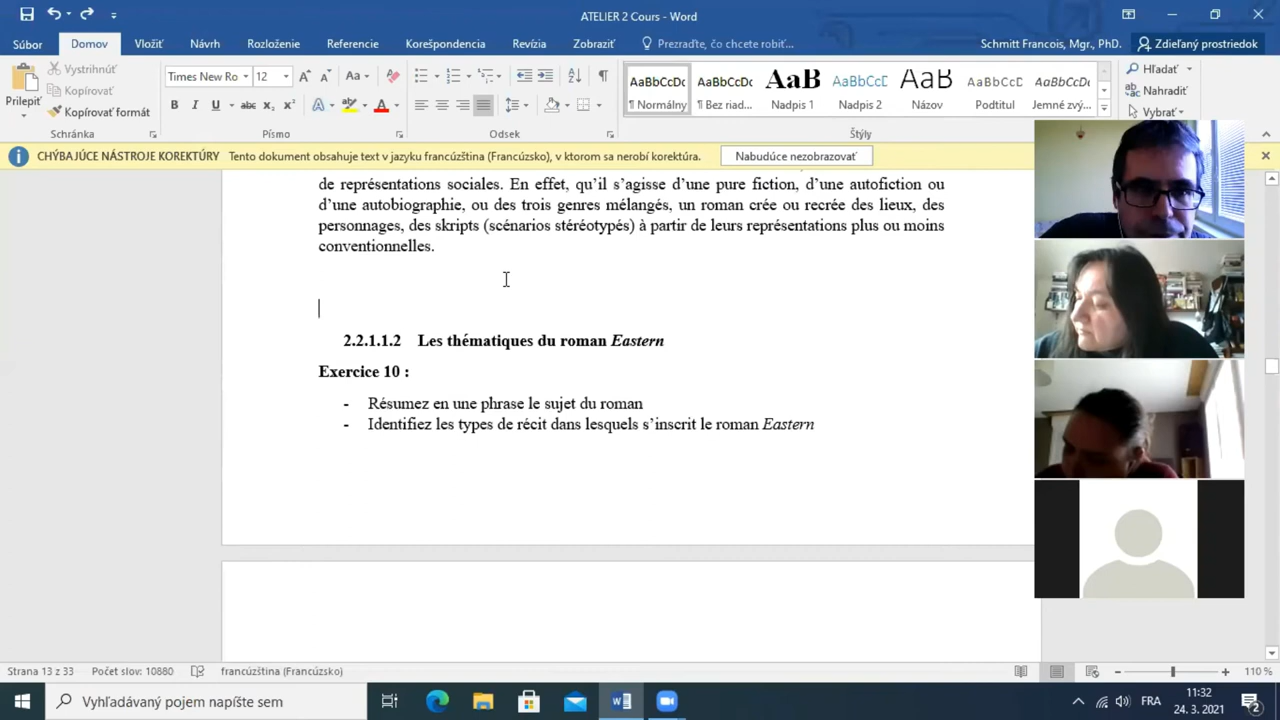 ATELIER 2 Cours - Word
Súbor Domov Vložiť Návrh Rozloženie Referencie Korešpondencia Revízia Zobraziť Prezraďte, čo chcete robiť... Schmitt Francois, Mgr., PhD. Zdieľaný prostriedok
Prilepiť
Vystrihnúť
Kopírovať
Kopírovať formát
Schránka
Times New Ro 12
Písmo
Odsek
AaBbCcDc AaBbCcDc AaB AaBbCcD AaB AaBbCcD AaBbCcDc
¶ Normálny ¶ Bez riad... Nadpis 1 Nadpis 2 Názov Podtitul Jemné zvý...
Štýly
Hľadať
Nahradiť
Vybrať
CHÝBAJÚCE NÁSTROJE KOREKTÚRY Tento dokument obsahuje text v jazyku francúzština (Francúzsko), v ktorom sa nerobí korektúra. Nabudúce nezobrazovať
de représentations sociales. En effet, qu’il s’agisse d’une pure fiction, d’une autofiction ou
d’une autobiographie, ou des trois genres mélangés, un roman crée ou recrée des lieux, des
personnages, des skripts (scénarios stéréotypés) à partir de leurs représentations plus ou moins
conventionnelles.
2.2.1.1.2 Les thématiques du roman Eastern
Exercice 10 :
- Résumez en une phrase le sujet du roman
- Identifiez les types de récit dans lesquels s’inscrit le roman Eastern
Strana 13 z 33 Počet slov: 10880 francúzština (Francúzsko) 110 %
Vyhľadávaný pojem napíšte sem
FRA
11:32
24. 3. 2021
2